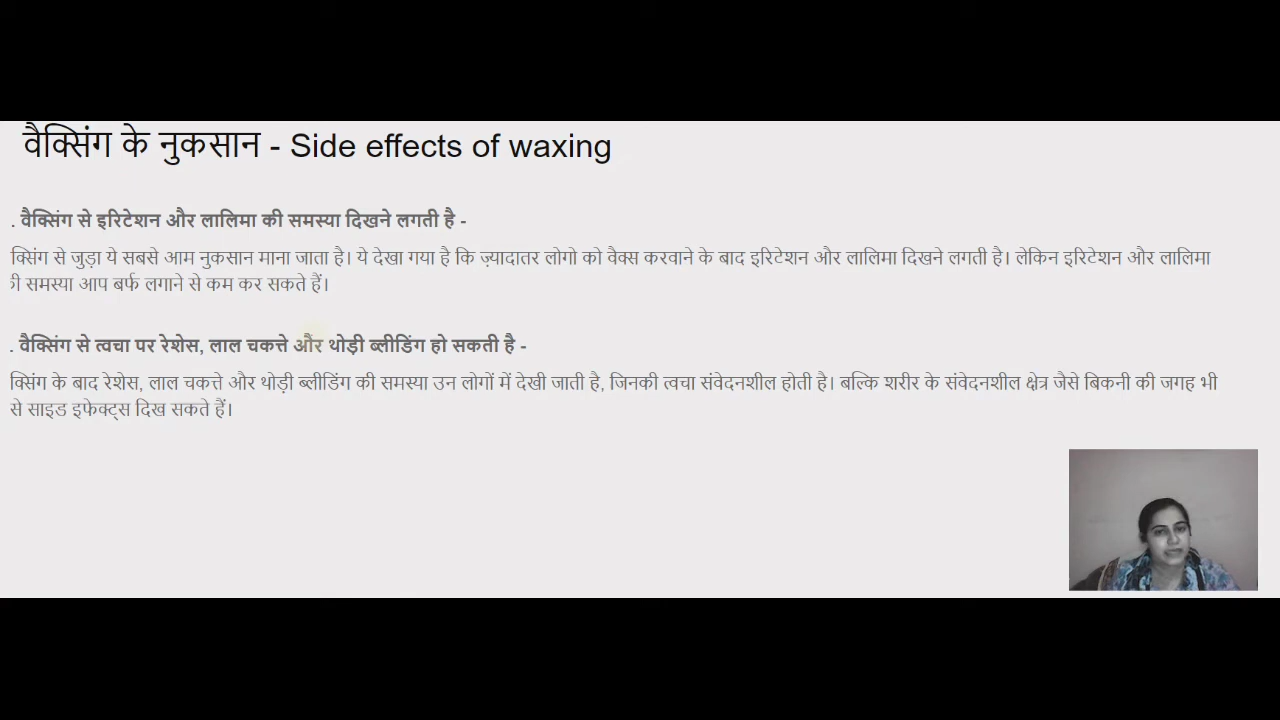 वैक्सिंग के नुकसान - Side effects of waxing
. वैक्सिंग से इरिटेशन और लालिमा की समस्या दिखने लगती है -
क्सिंग से जुड़ा ये सबसे आम नुकसान माना जाता है। ये देखा गया है कि ज़्यादातर लोगो को वैक्स करवाने के बाद इरिटेशन और लालिमा दिखने लगती है। लेकिन इरिटेशन और लालिमा
ी समस्या आप बर्फ लगाने से कम कर सकते हैं।
. वैक्सिंग से त्वचा पर रेशेस, लाल चकत्ते और थोड़ी ब्लीडिंग हो सकती है -
क्सिंग के बाद रेशेस, लाल चकत्ते और थोड़ी ब्लीडिंग की समस्या उन लोगों में देखी जाती है, जिनकी त्वचा संवेदनशील होती है। बल्कि शरीर के संवेदनशील क्षेत्र जैसे बिकनी की जगह भी
से साइड इफेक्ट्स दिख सकते हैं।